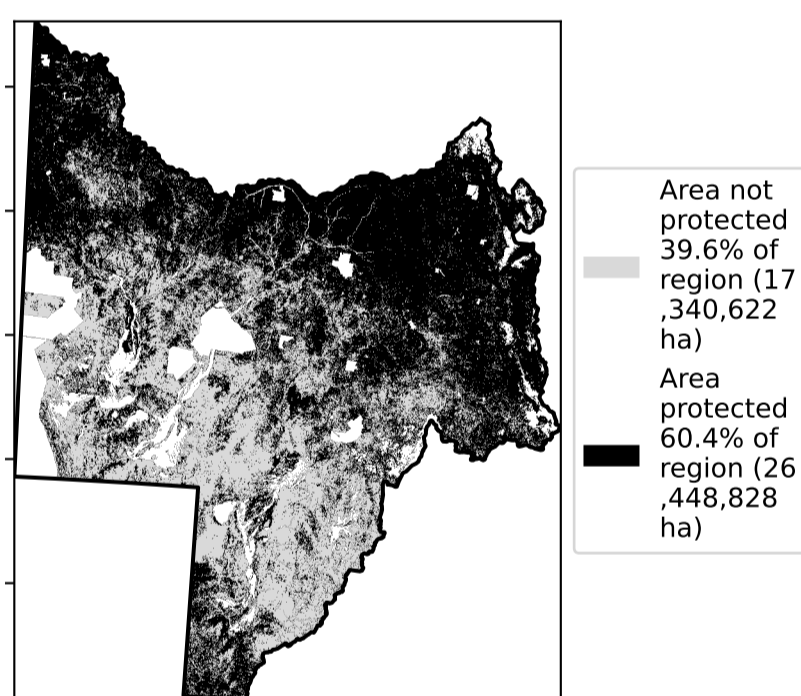 Area not
protected
39.6% of
region (17
,340,622
ha)
Area
protected
60.4% of
region (26
,448,828
ha)